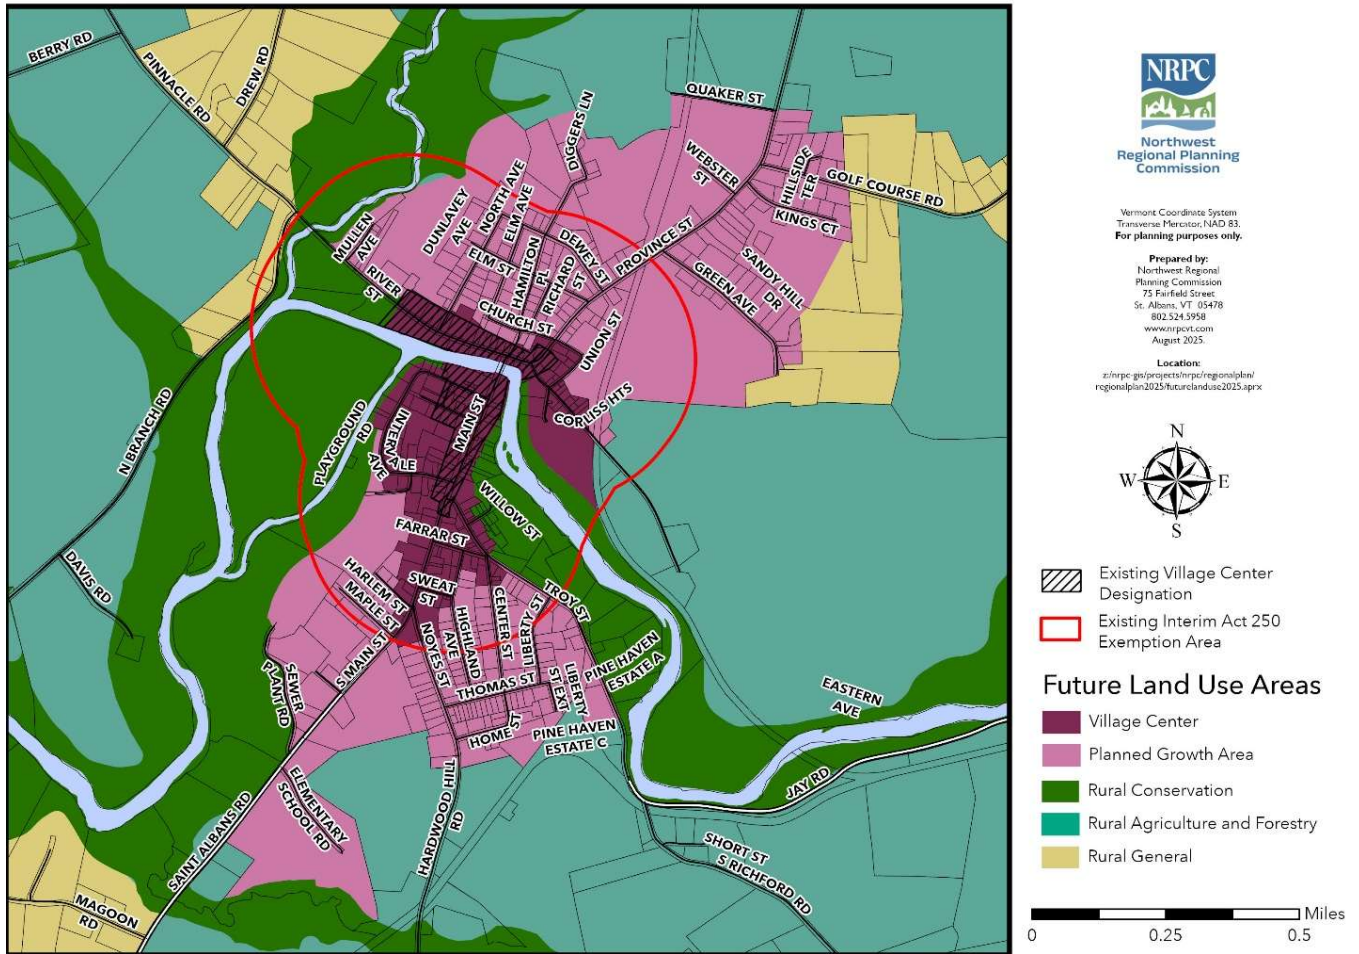 BERRY RD
PINNACLE RD
DREW RD
QUAKER ST
DIGGERS LN
WEBSTER
ST
HILLSIDE
TER
GOLF COURSE RD
KINGS CT
MULLEN
AVE
DUNLAVEY
AVE
NORTH AVE
ELM AVE
ELM ST
HAMILTON
PL
RICHARD
ST
DEWEY ST
PROVINCE ST
GREEN AVE
SANDY HILL
DR
RIVER
ST
CHURCH ST
UNION ST
CORLISS HTS
N BRANCH RD
PLAYGROUND
RD
INTERVALE
AVE
MAIN ST
WILLOW ST
FARRAR ST
DAVIS RD
HARLEM ST
MAPLE ST
SWEAT
ST
NOYES ST
HIGHLAND
AVE
CENTER ST
LIBERTY ST
TROY ST
S MAIN ST
SEWER
PLANT RD
THOMAS ST
LIBERTY
ST EXT
PINE HAVEN
ESTATE A
HOME ST
PINE HAVEN
ESTATE C
EASTERN
AVE
JAY RD
ELEMENTARY
SCHOOL RD
HARDWOOD HILL
RD
SAINT ALBANS RD
SHORT ST
S RICHFORD RD
MAGOON
RD
NRPC
Northwest
Regional Planning
Commission
Vermont Coordinate System
Transverse Mercator, NAD 83.
For planning purposes only.
Prepared by:
Northwest Regional
Planning Commission
75 Fairfield Street
St. Albans, VT 05478
802.524.5958
www.nrpcvt.com
August 2025.
Location:
z:/nrpc-gis/projects/nrpc/regionalplan/
regionalplan2025/futurelanduse2025.aprx
N
W E
S
Existing Village Center
Designation
Existing Interim Act 250
Exemption Area
Future Land Use Areas
Village Center
Planned Growth Area
Rural Conservation
Rural Agriculture and Forestry
Rural General
Miles
0 0.25 0.5